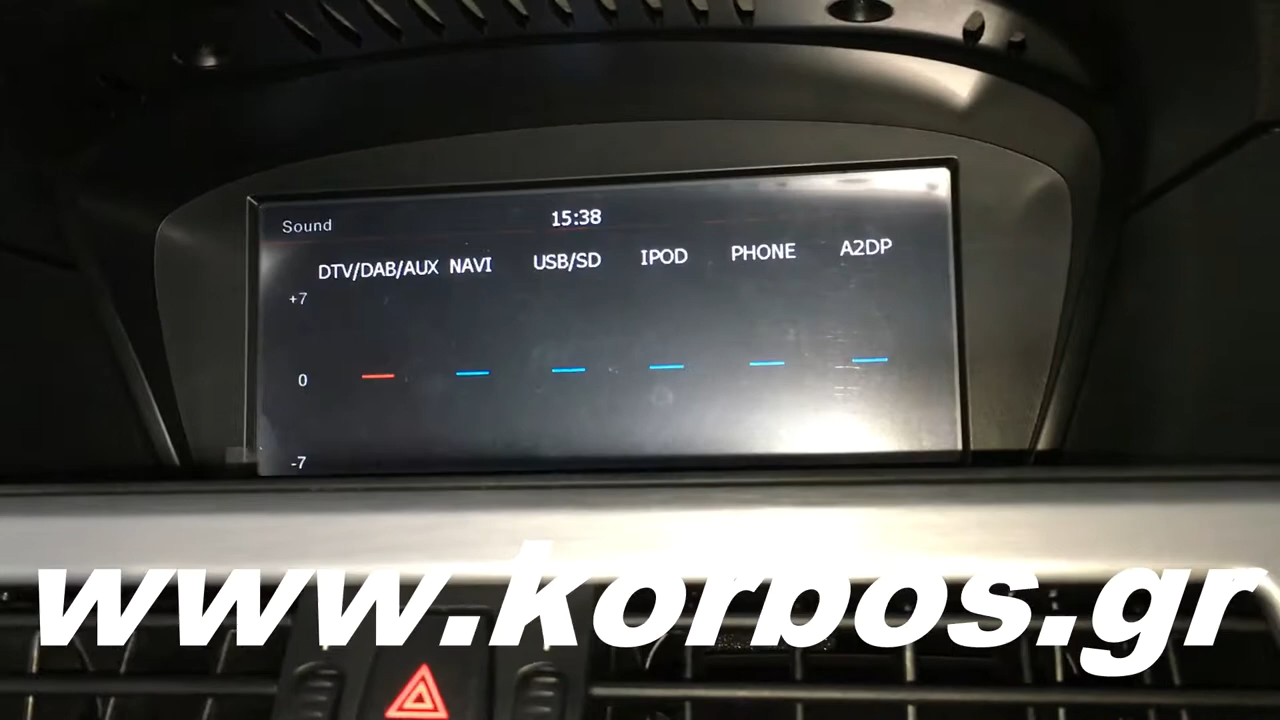 Sound 15:38
DTV/DAB/AUX NAVI USB/SD IPOD PHONE A2DP
+7
0
-7
www.korbos.gr